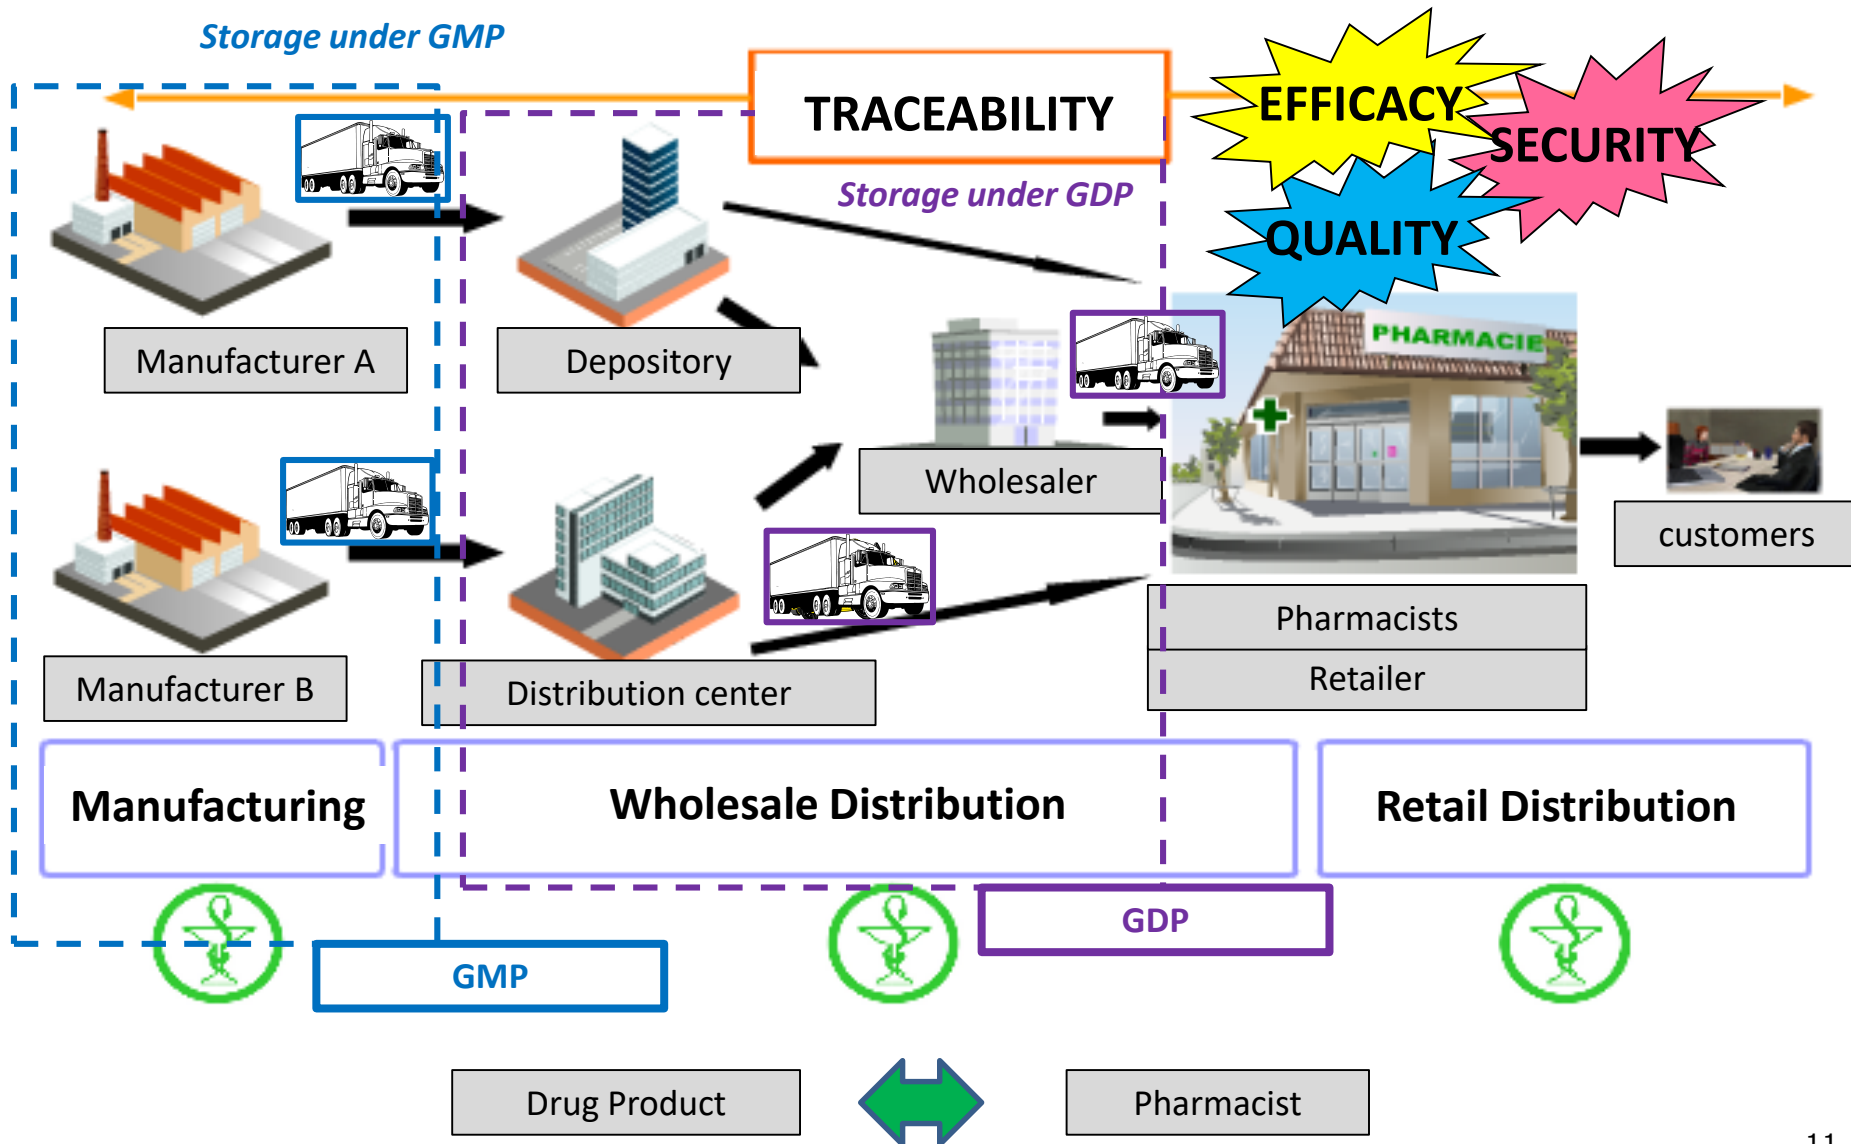 Storage under GMP
TRACEABILITY
EFFICACY
SECURITY
QUALITY
Storage under GDP
PHARMACIE
Manufacturer A
Depository
Wholesaler
customers
Manufacturer B
Distribution center
Pharmacists
Retailer
Manufacturing
Wholesale Distribution
Retail Distribution
GDP
GMP
Drug Product
Pharmacist
11